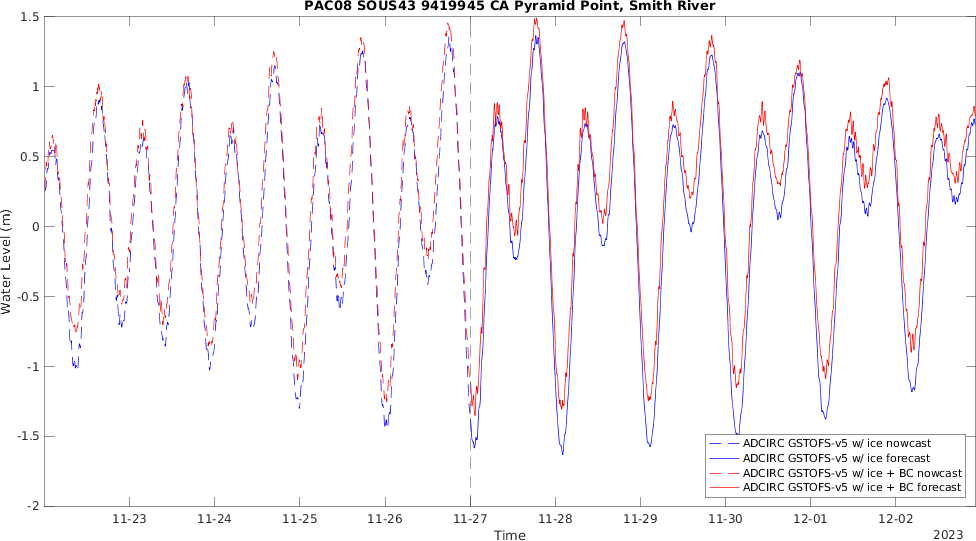 PAC08 SOUS43 9419945 CA Pyramid Point, Smith River
1.5
1
0.5
0
-0.5
-1
-1.5
-2
Water Level (m)
11-23 11-24 11-25 11-26 11-27 11-28 11-29 11-30 12-01 12-02
Time
2023
ADCIRC GSTOFS-v5 w/ ice nowcast
ADCIRC GSTOFS-v5 w/ ice forecast
ADCIRC GSTOFS-v5 w/ ice + BC nowcast
ADCIRC GSTOFS-v5 w/ ice + BC forecast